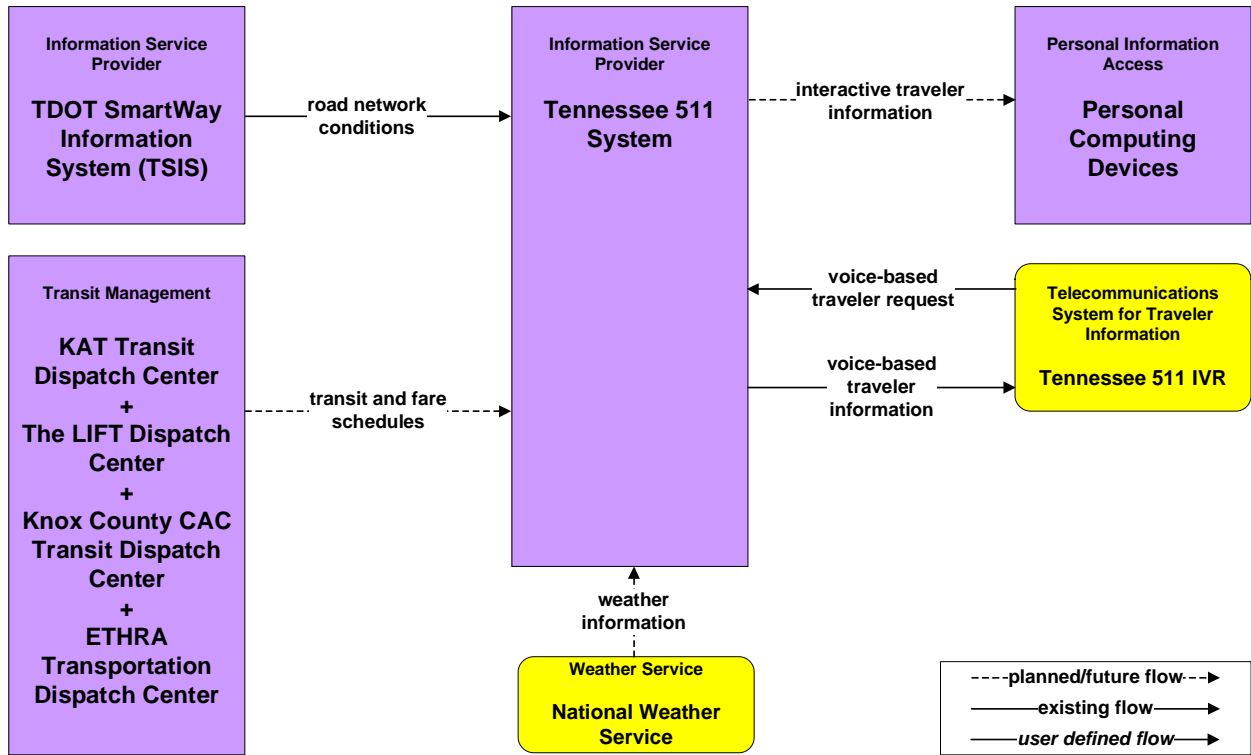 Information Service
Provider
TDOT SmartWay
Information
System (TSIS)
road network
conditions
Information Service
Provider
Tennessee 511
System
interactive traveler
information
Personal Information
Access
Personal
Computing
Devices
Transit Management
KAT Transit
Dispatch Center
+
The LIFT Dispatch
Center
+
Knox County CAC
Transit Dispatch
Center
+
ETHRA
Transportation
Dispatch Center
transit and fare
schedules
voice-based
traveler request
voice-based
traveler
information
Telecommunications
System for Traveler
Information
Tennessee 511 IVR
weather
information
Weather Service
National Weather
Service
planned/future flow
existing flow
user defined flow